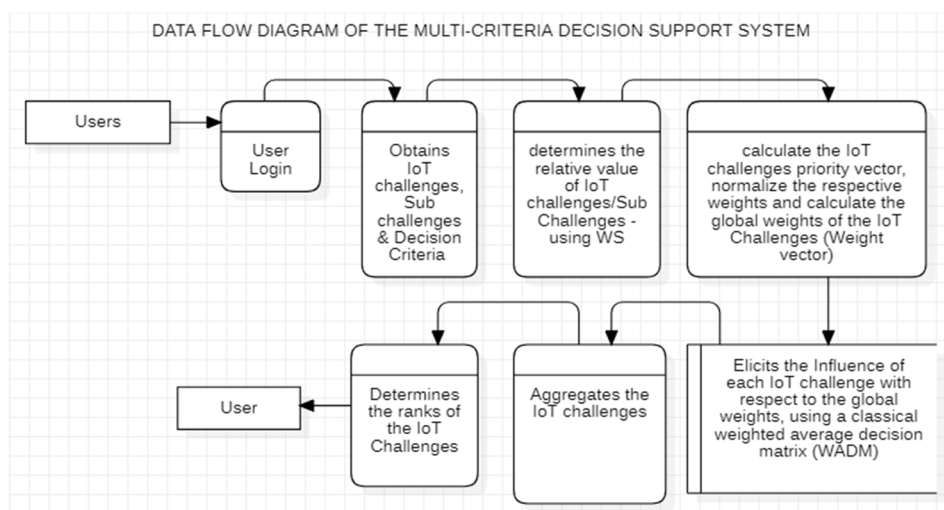 DATA FLOW DIAGRAM OF THE MULTI-CRITERIA DECISION SUPPORT SYSTEM
Users
User
Login
Obtains
IoT
challenges,
Sub
challenges
& Decision
Criteria
determines the
relative value
of IoT
challenges/Sub
Challenges -
using WS
calculate the IoT
challenges priority vector,
normalize the respective
weights and calculate the
global weights of the IoT
Challenges (Weight
vector)
User
Determines
the ranks of
the IoT
Challenges
Aggregates the
IoT challenges
Elicits the Influence of
each IoT challenge with
respect to the global
weights, using a classical
weighted average decision
matrix (WADM)